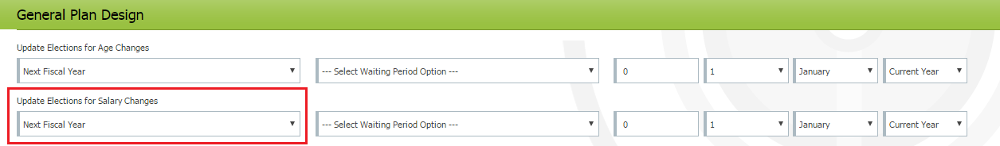 General Plan Design
Update Elections for Age Changes
Next Fiscal Year --- Select Waiting Period Option --- 0 1 January Current Year
Update Elections for Salary Changes
Next Fiscal Year --- Select Waiting Period Option --- 0 1 January Current Year